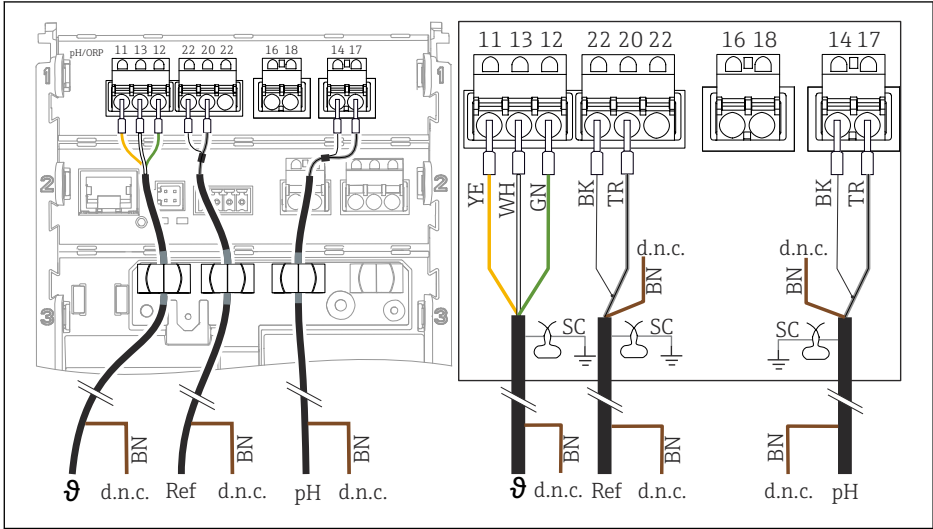 pH/ORP 11 13 12 22 20 22 16 18 14 17
1 1
2 2
3 3
BN BN BN
ϑ d.n.c. Ref d.n.c. pH d.n.c.
11 13 12 22 20 22 16 18 14 17
YE WH GN BK TR BK TR
d.n.c. d.n.c.
BN BN
SC SC SC
BN BN BN
ϑ d.n.c. Ref d.n.c. d.n.c. pH